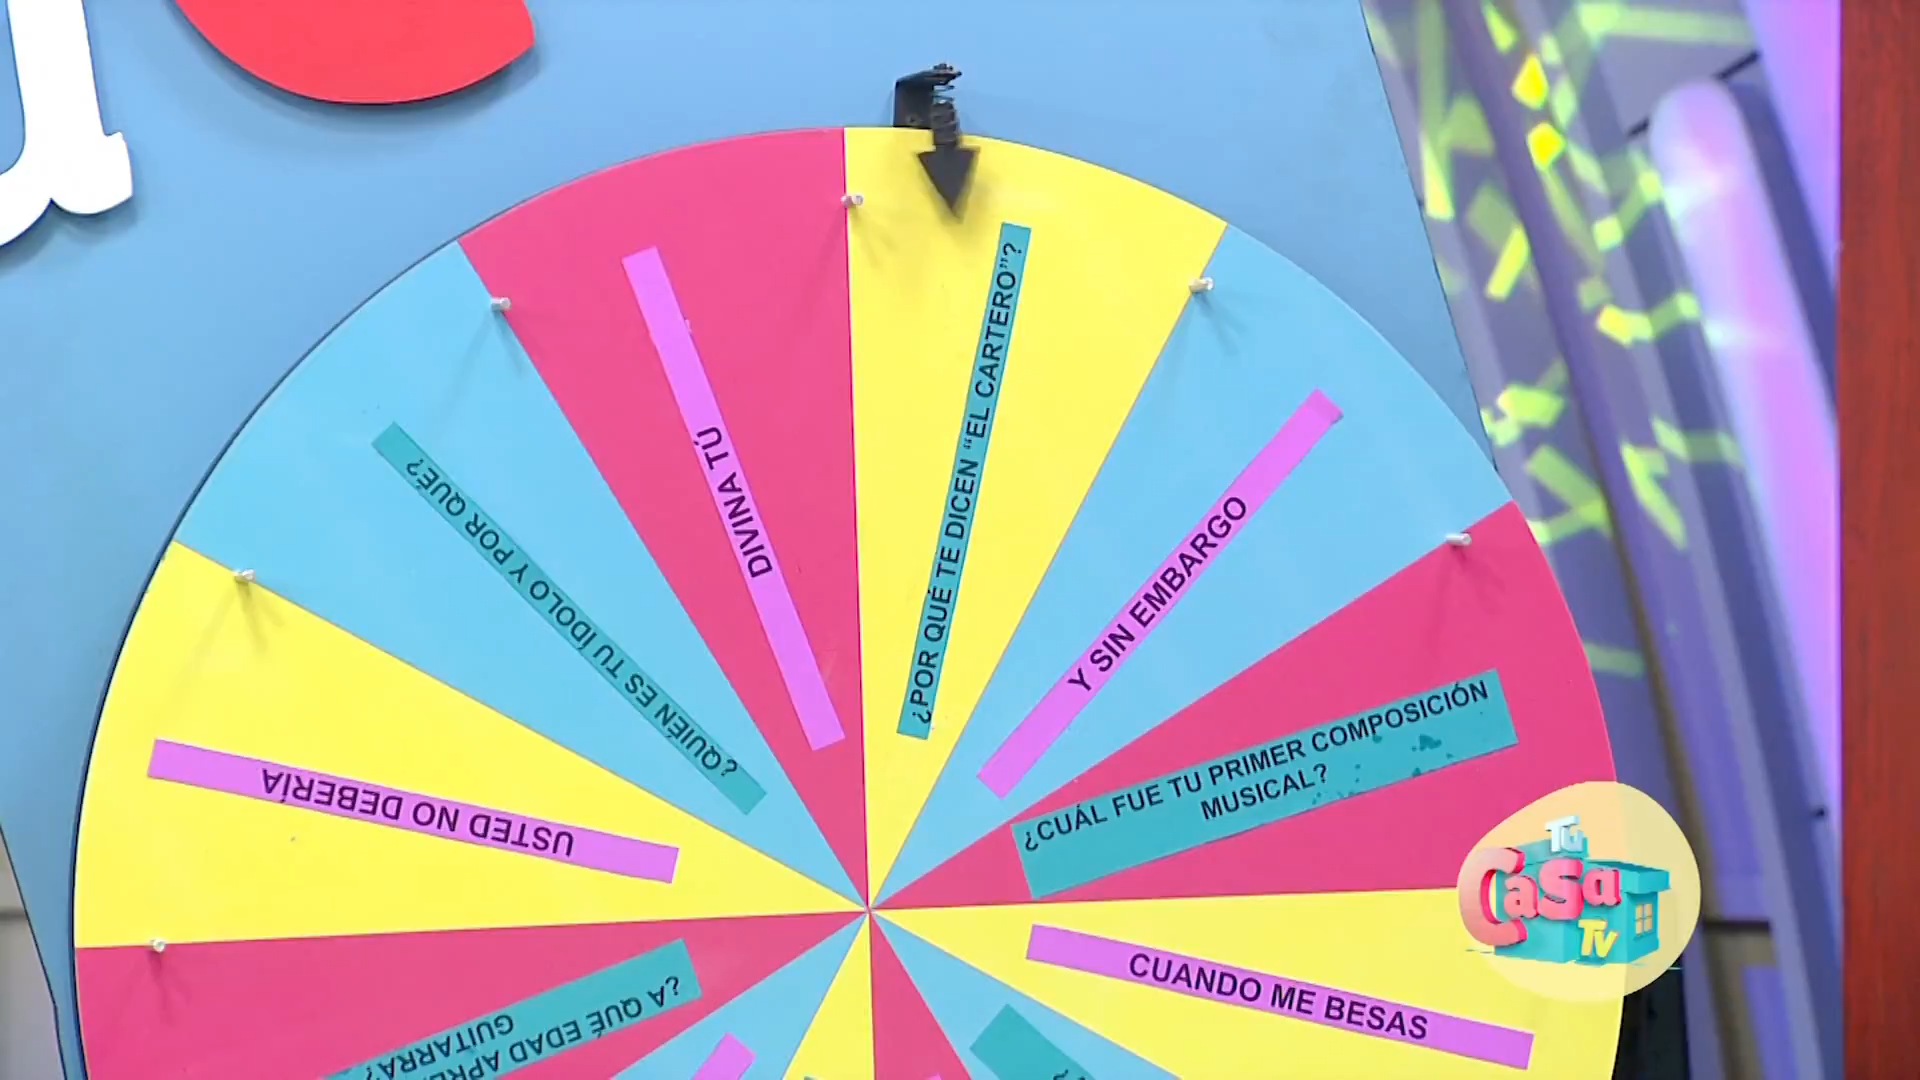 DIVINA TÚ
¿POR QUÉ TE DICEN “EL CARTERO”?
Y SIN EMBARGO
¿CUÁL FUE TU PRIMER COMPOSICIÓN
MUSICAL?
CUANDO ME BESAS
¿QUIÉN ES TU ÍDOLO Y POR QUÉ?
USTED NO DEBERÍA
¿A QUÉ EDAD
GUITARRA?
TU
CaSa
TV